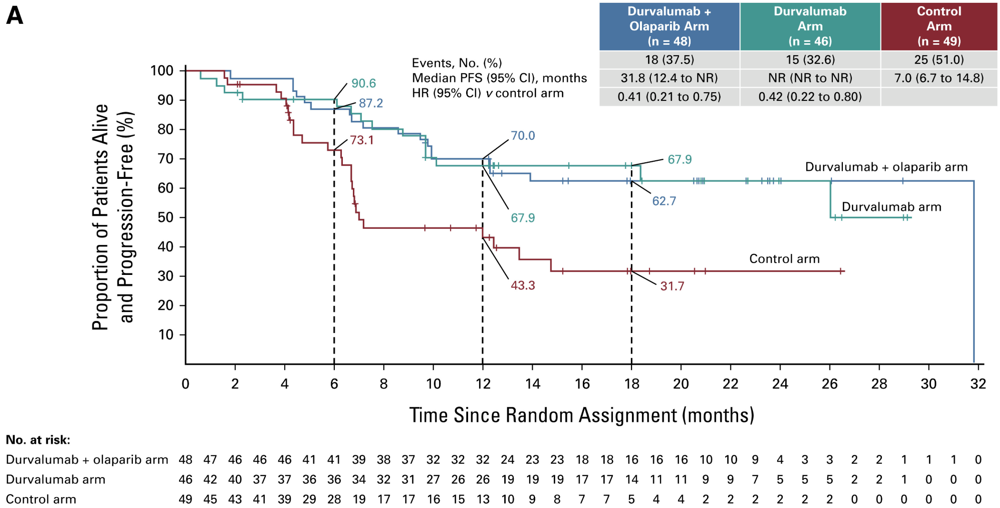 A
Durvalumab +
Olaparib Arm
(n = 48)
Durvalumab
Arm
(n = 46)
Control
Arm
(n = 49)
Events, No. (%)
18 (37.5)
15 (32.6)
25 (51.0)
Median PFS (95% CI), months
31.8 (12.4 to NR)
NR (NR to NR)
7.0 (6.7 to 14.8)
HR (95% CI) v control arm
0.41 (0.21 to 0.75)
0.42 (0.22 to 0.80)
Proportion of Patients Alive
and Progression-Free (%)
100
90
80
70
60
50
40
30
20
10
90.6
87.2
73.1
70.0
67.9
43.3
67.9
62.7
31.7
Durvalumab + olaparib arm
Durvalumab arm
Control arm
0 2 4 6 8 10 12 14 16 18 20 22 24 26 28 30 32
Time Since Random Assignment (months)
No. at risk:
Durvalumab + olaparib arm 48 47 46 46 46 41 41 39 38 37 32 32 32 24 23 23 18 18 16 16 16 10 10 9 4 3 3 2 2 1 1 1 0
Durvalumab arm 46 42 40 37 37 36 36 34 32 31 27 26 26 19 19 19 17 17 14 11 11 9 9 7 5 5 5 2 2 1 0 0 0
Control arm 49 45 43 41 39 29 28 19 17 17 16 15 13 10 9 8 7 7 5 4 4 2 2 2 2 2 2 0 0 0 0 0 0